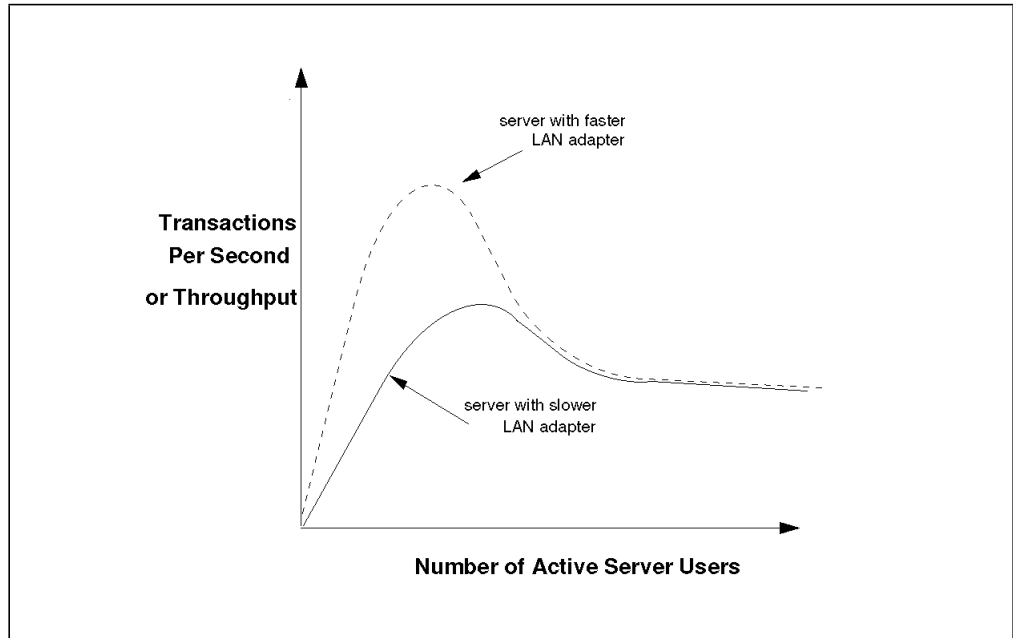 server with faster
LAN adapter
Transactions
Per Second
or Throughput
server with slower
LAN adapter
Number of Active Server Users